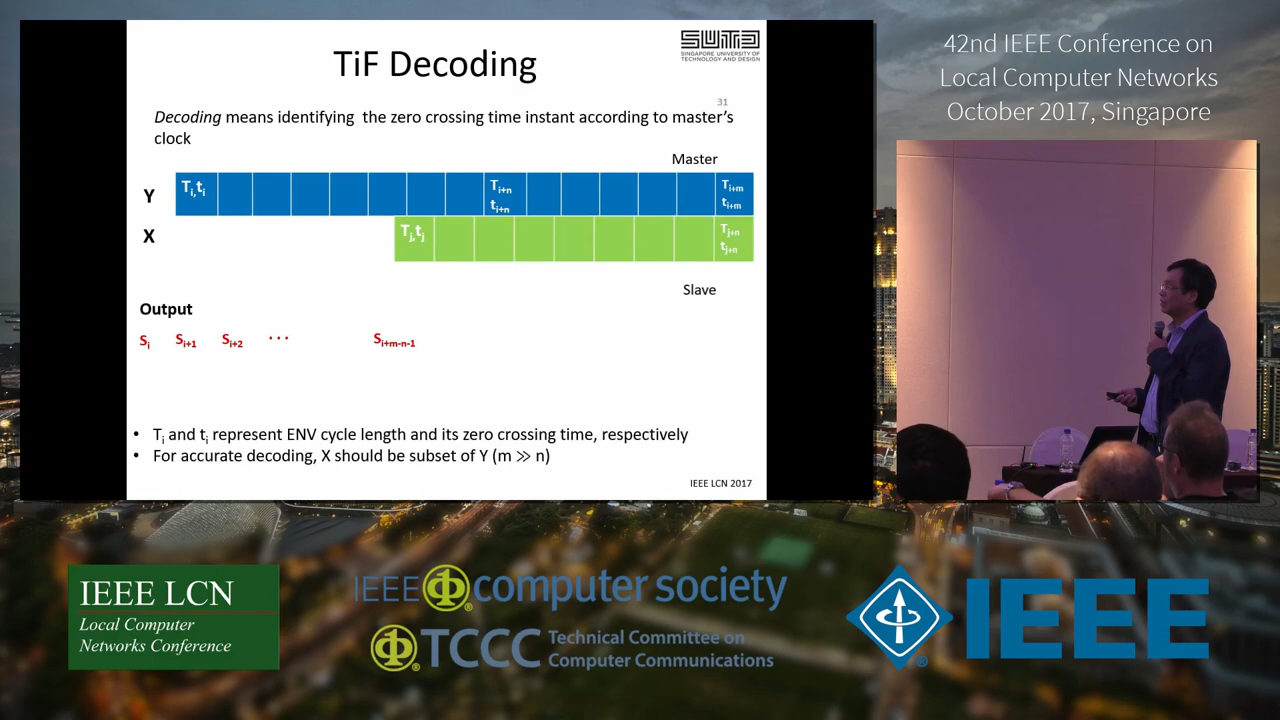 TiF Decoding
SUTD
SINGAPORE UNIVERSITY OF
TECHNOLOGY AND DESIGN
31
Decoding means identifying the zero crossing time instant according to master's
clock
Master
Y
Ti,ti
Ti+n
ti+n
Ti+m
ti+m
X
Tj,tj
Tj+n
tj+n
Slave
Output
Si Si+1 Si+2 ··· Si+m-n-1
• Ti and ti represent ENV cycle length and its zero crossing time, respectively
• For accurate decoding, X should be subset of Y (m ≫ n)
IEEE LCN 2017
42nd IEEE Conference on
Local Computer Networks
October 2017, Singapore
IEEE LCN
Local Computer
Networks Conference
IEEE computer society
TCCC Technical Committee on
Computer Communications
IEEE